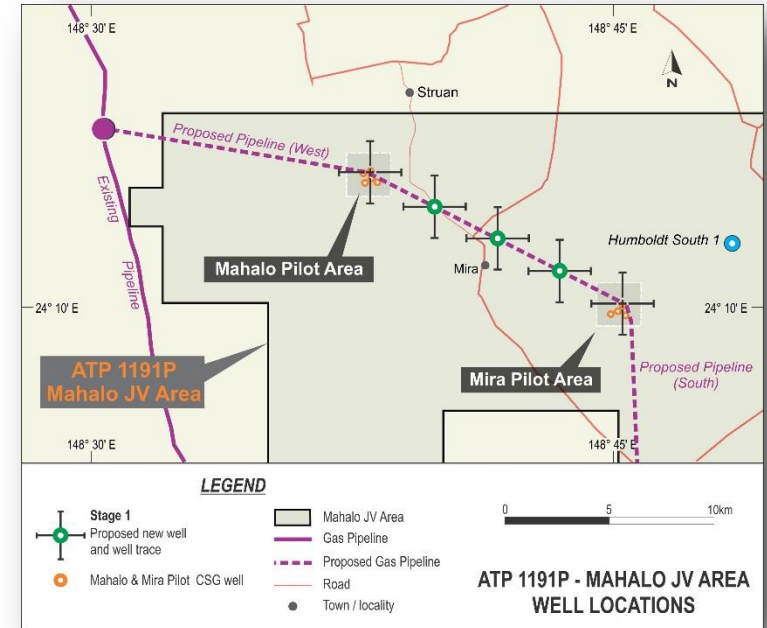 148° 30' E
148° 45' E
Struan
N
Proposed Pipeline (West)
Existing
Pipeline
Mahalo Pilot Area
Humboldt South 1
Mira
24° 10' E
24° 10' E
ATP 1191P
Mahalo JV Area
Mira Pilot Area
Proposed Pipeline
(South)
148° 30' E
148° 45' E
LEGEND
Stage 1
Proposed new well
and well trace
Mahalo & Mira Pilot CSG well
Mahalo JV Area
Gas Pipeline
Proposed Gas Pipeline
Road
Town / locality
0 5 10km
ATP 1191P - MAHALO JV AREA
WELL LOCATIONS